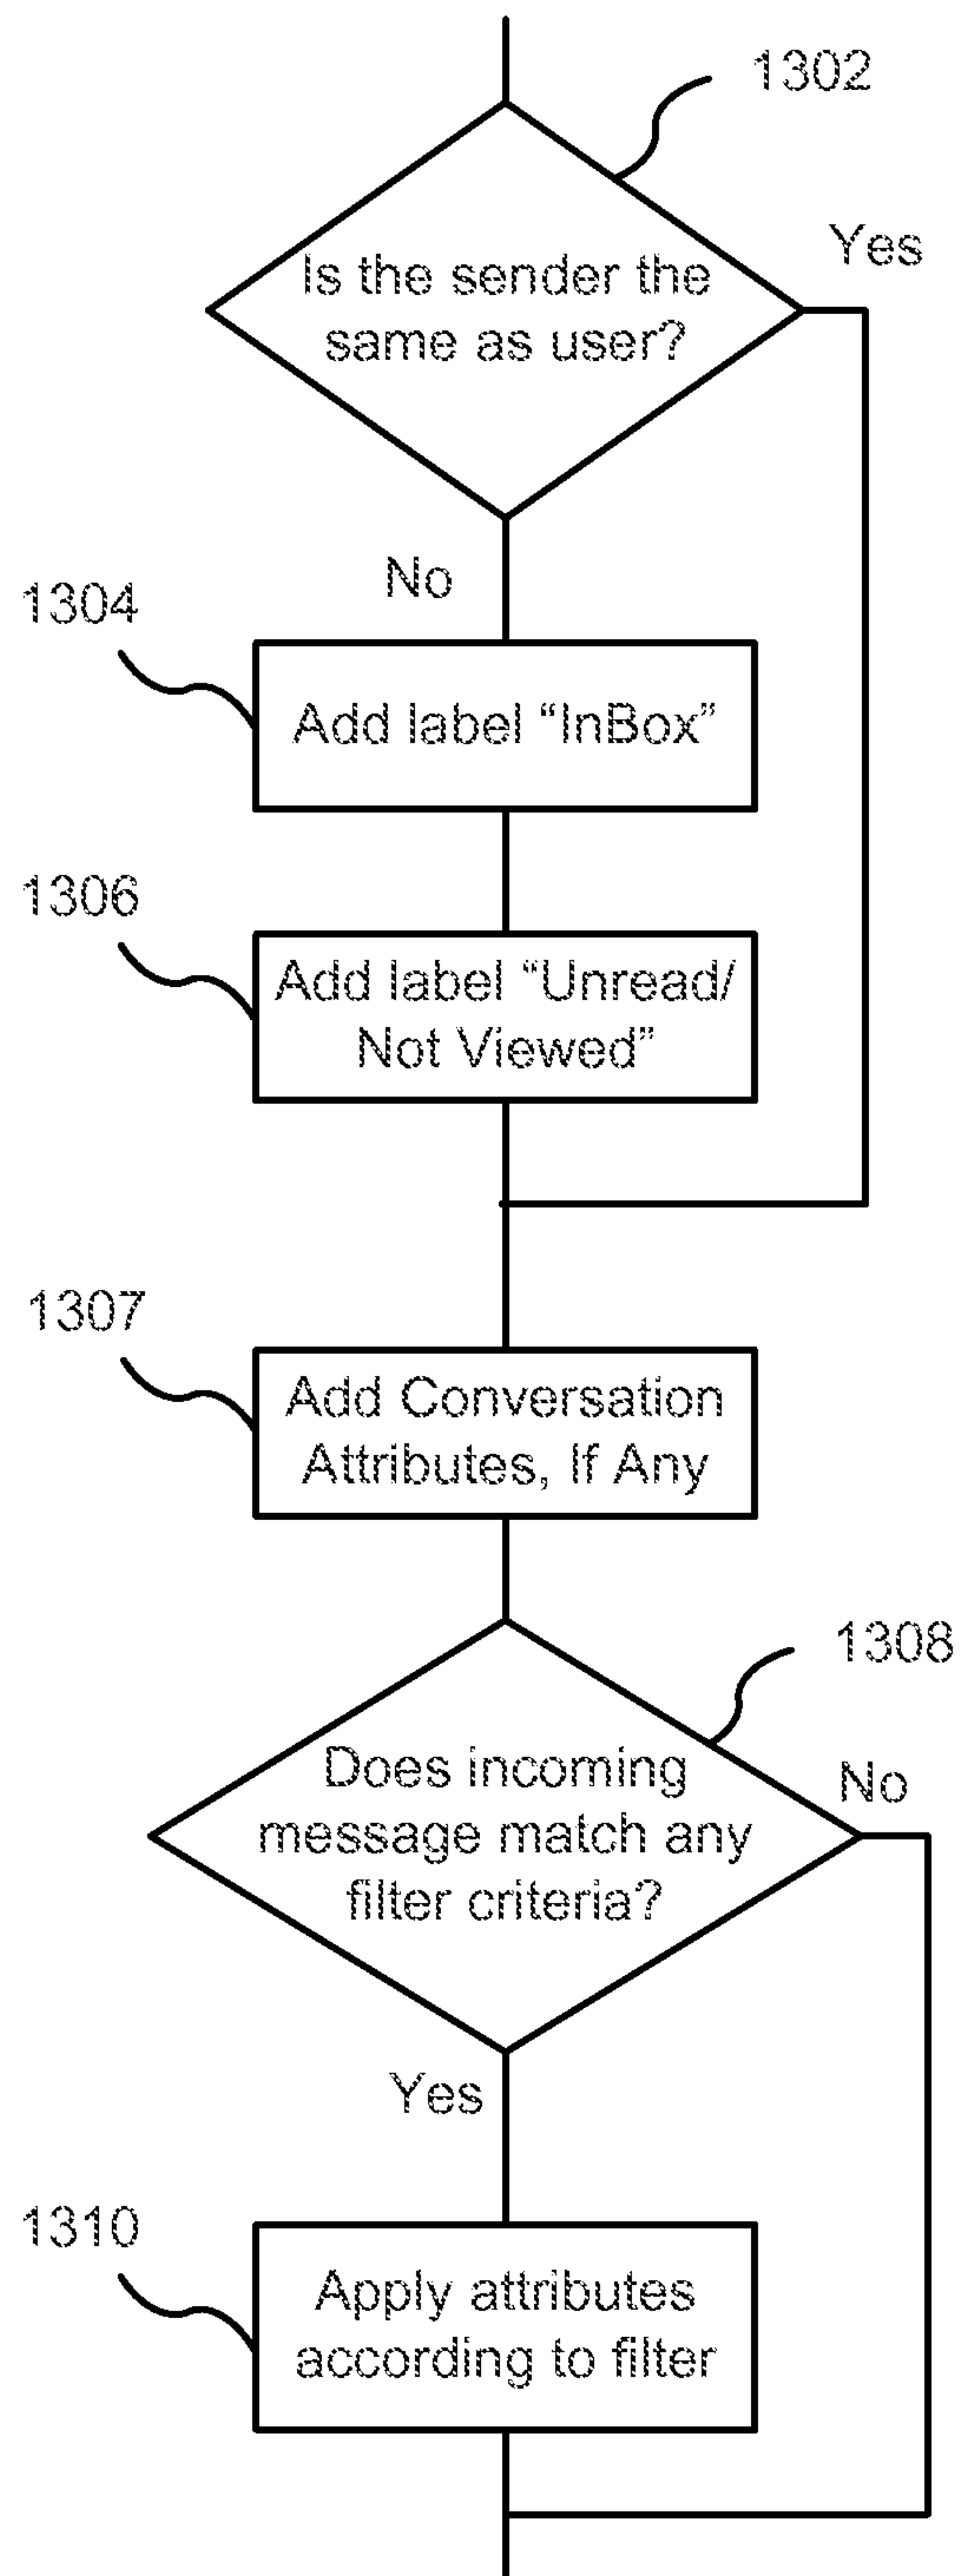 1302
Yes
Is the sender the
same as user?
No
1304
Add label “InBox”
1306
Add label “Unread/
Not Viewed”
1307
Add Conversation
Attributes, If Any
1308
No
Does incoming
message match any
filter criteria?
Yes
1310
Apply attributes
according to filter